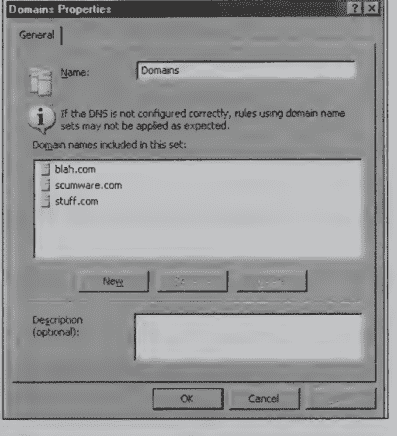 Domains Properties
General
Name:
Domains
If the DNS is not configured correctly, rules using domain name
sets may not be applied as expected.
Domain names included in this set:
blah.com
scumware.com
stuff.com
New
Description
(optional):
OK
Cancel